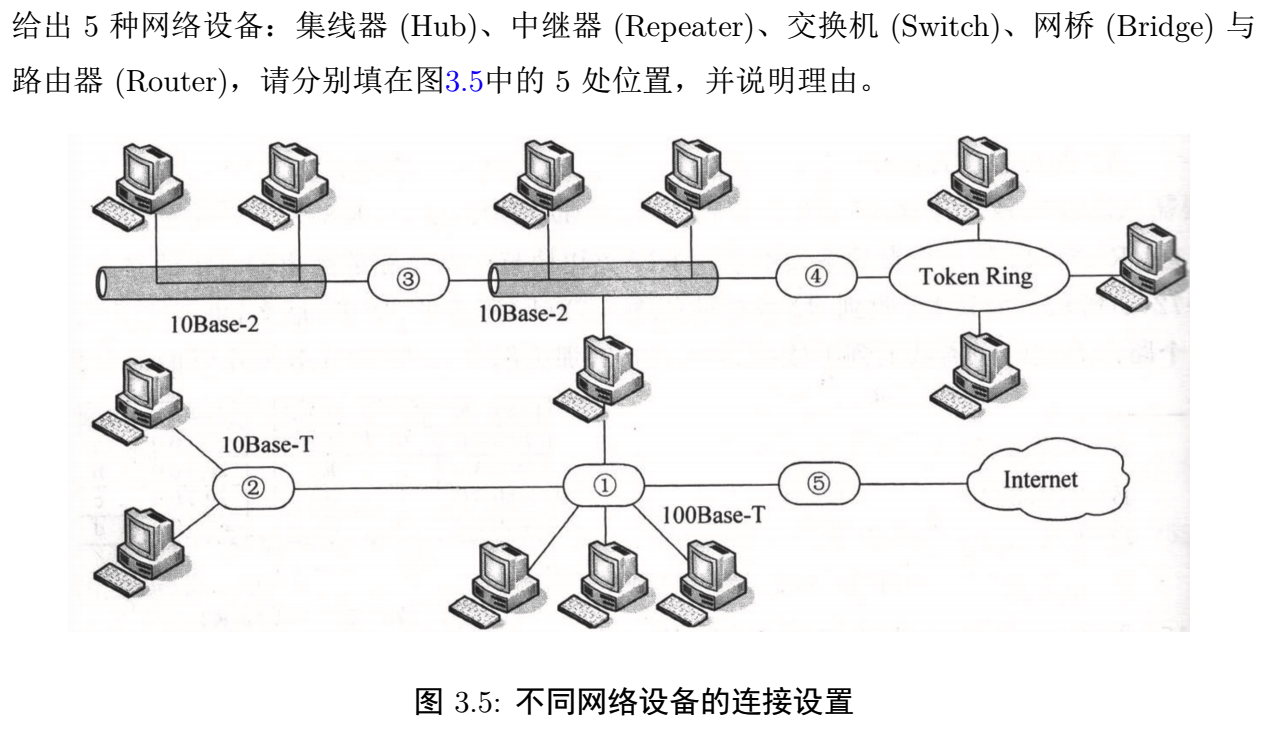 给出 5 种网络设备：集线器 (Hub)、中继器 (Repeater)、交换机 (Switch)、网桥 (Bridge) 与
路由器 (Router)，请分别填在图3.5中的 5 处位置，并说明理由。
③
④
Token Ring
10Base-2
10Base-2
10Base-T
②
①
⑤
Internet
100Base-T
图 3.5: 不同网络设备的连接设置